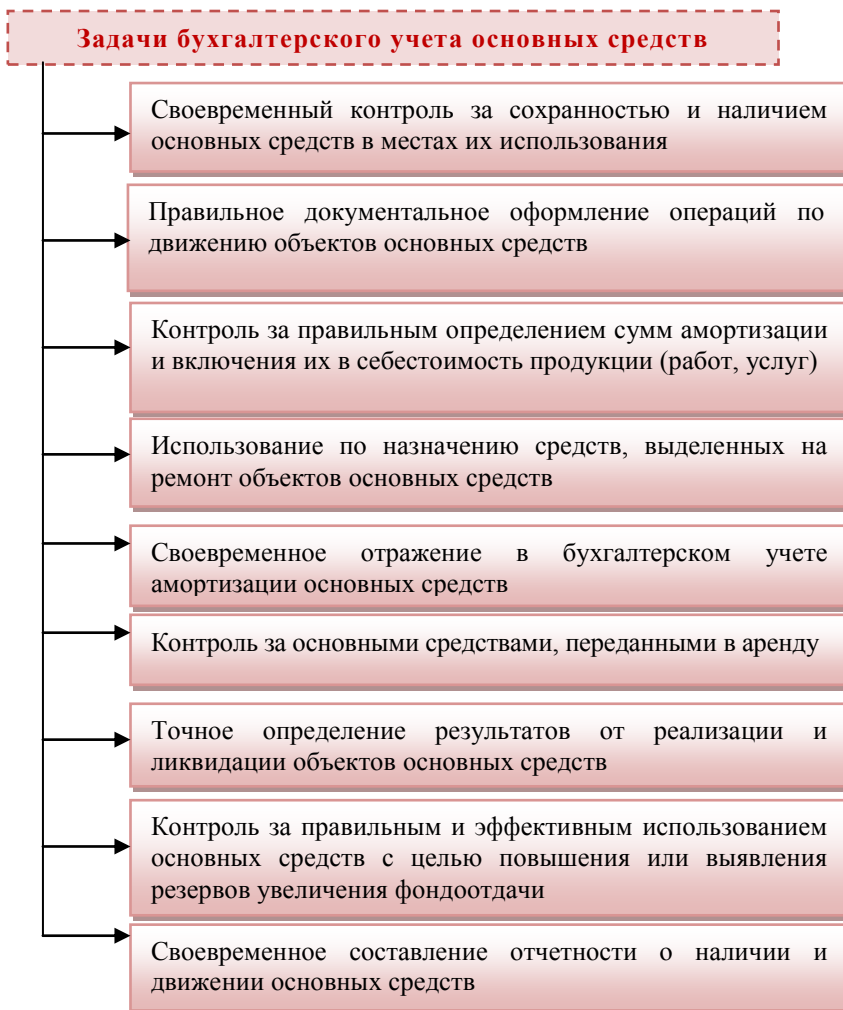 Задачи бухгалтерского учета основных средств
Своевременный контроль за сохранностью и наличием
основных средств в местах их использования
Правильное документальное оформление операций по
движению объектов основных средств
Контроль за правильным определением сумм амортизации
и включения их в себестоимость продукции (работ, услуг)
Использование по назначению средств, выделенных на
ремонт объектов основных средств
Своевременное отражение в бухгалтерском учете
амортизации основных средств
Контроль за основными средствами, переданными в аренду
Точное определение результатов от реализации и
ликвидации объектов основных средств
Контроль за правильным и эффективным использованием
основных средств с целью повышения или выявления
резервов увеличения фондоотдачи
Своевременное составление отчетности о наличии и
движении основных средств